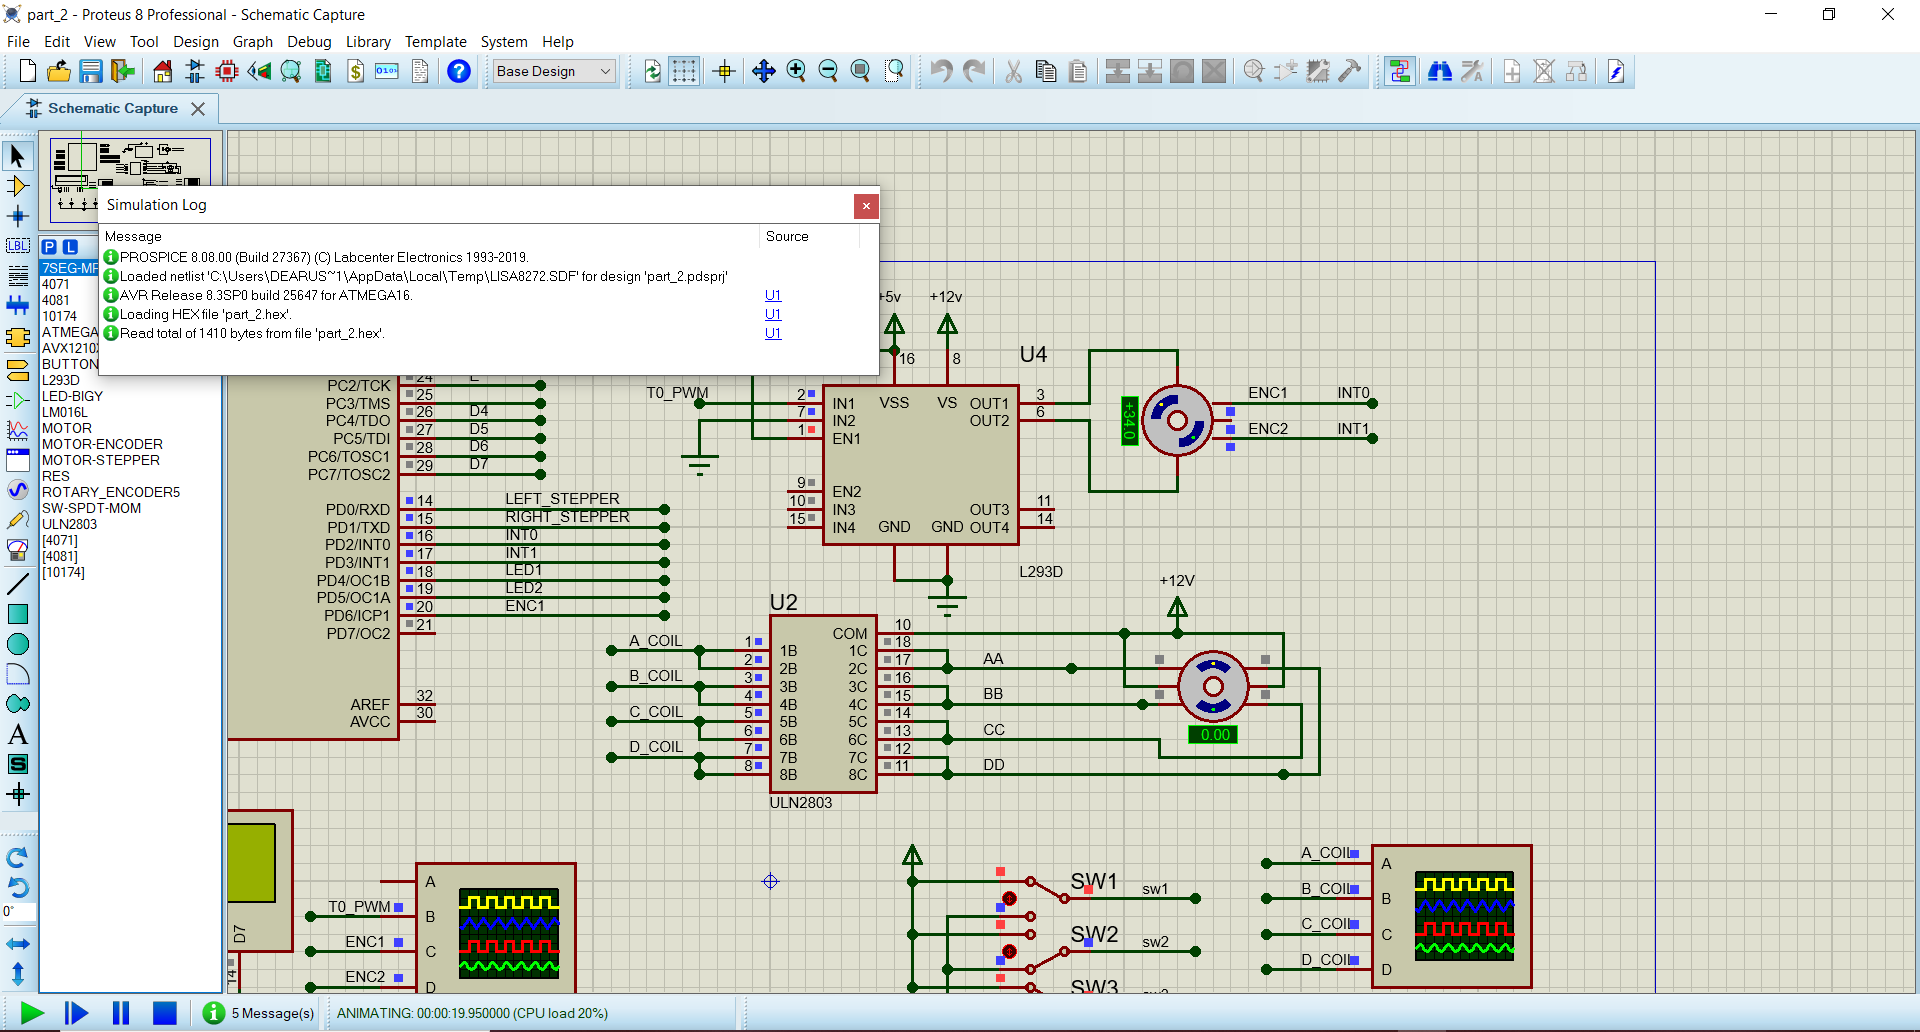 part_2 - Proteus 8 Professional - Schematic Capture
File Edit View Tool Design Graph Debug Library Template System Help
Base Design
Schematic Capture
Simulation Log
Message Source
PROSPICE 8.08.00 (Build 27367) (C) Labcenter Electronics 1993-2019.
Loaded netlist 'C:\Users\DEARUS~1\AppData\Local\Temp\LISA8272.SDF' for design 'part_2.pdsprj'
AVR Release 8.3SP0 build 25647 for ATMEGA16. U1
Loading HEX file 'part_2.hex'. U1
Read total of 1410 bytes from file 'part_2.hex'. U1
LBL
P L
4071
4081
10174
BUTTON
L293D
LED-BIGY
LM016L
MOTOR
MOTOR-ENCODER
MOTOR-STEPPER
RES
ROTARY_ENCODER5
SW-SPDT-MOM
ULN2803
[4071]
[4081]
[10174]
A
S
0°
PC2/TCK 24 E
PC3/TMS 25
PC4/TDO 26 D4
PC5/TDI 27 D5
PC6/TOSC1 28 D6
PC7/TOSC2 29 D7
PD0/RXD 14 LEFT_STEPPER
PD1/TXD 15 RIGHT_STEPPER
PD2/INT0 16 INT0
PD3/INT1 17 INT1
PD4/OC1B 18 LED1
PD5/OC1A 19 LED2
PD6/ICP1 20 ENC1
PD7/OC2 21
AREF 32
AVCC 30
+5v +12v
16 8 U4
T0_PWM 2 IN1 VSS VS OUT1 3
7 IN2 OUT2 6
1 EN1
9 EN2
10 IN3 OUT3 11
15 IN4 GND GND OUT4 14
L293D
+34.0
ENC1 INT0
ENC2 INT1
+12V
U2
COM 10
A_COIL 1 1B 1C 18
2 2B 2C 17 AA
B_COIL 3 3B 3C 16
4 4B 4C 15 BB
C_COIL 5 5B 5C 14
6 6B 6C 13 CC
D_COIL 7 7B 7C 12
8 8B 8C 11 DD
ULN2803
0.00
D7
14
A
T0_PWM B
ENC1 C
ENC2 D
SW1 sw1
SW2 sw2
SW3
A_COIL A
B_COIL B
C_COIL C
D_COIL D
5 Message(s) ANIMATING: 00:00:19.950000 (CPU load 20%)